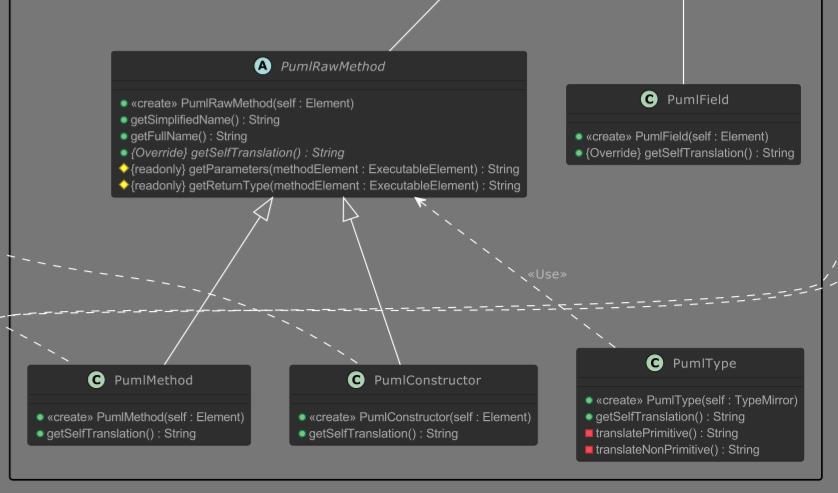 A PumlRawMethod
«create» PumlRawMethod(self : Element)
getSimplifiedName() : String
getFullName() : String
{Override} getSelfTranslation() : String
{readonly} getParameters(methodElement : ExecutableElement) : String
{readonly} getReturnType(methodElement : ExecutableElement) : String
C PumlField
«create» PumlField(self : Element)
{Override} getSelfTranslation() : String
«Use»
C PumlMethod
«create» PumlMethod(self : Element)
getSelfTranslation() : String
C PumlConstructor
«create» PumlConstructor(self : Element)
getSelfTranslation() : String
C PumlType
«create» PumlType(self : TypeMirror)
getSelfTranslation() : String
translatePrimitive() : String
translateNonPrimitive() : String